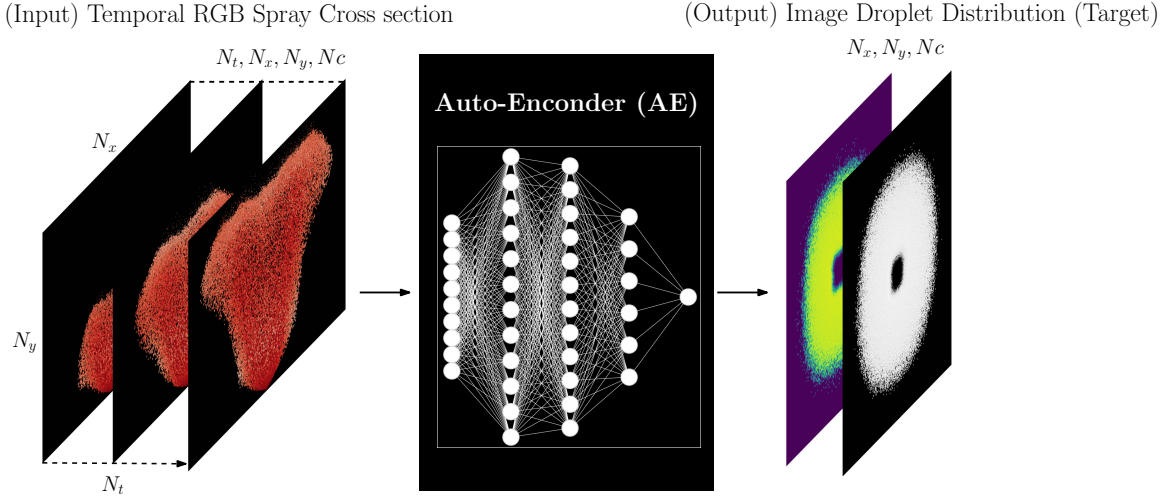 (Input) Temporal RGB Spray Cross section
(Output) Image Droplet Distribution (Target)
N_t, N_x, N_y, Nc
N_x, N_y, Nc
Auto-Enconder (AE)
N_x
N_y
N_t